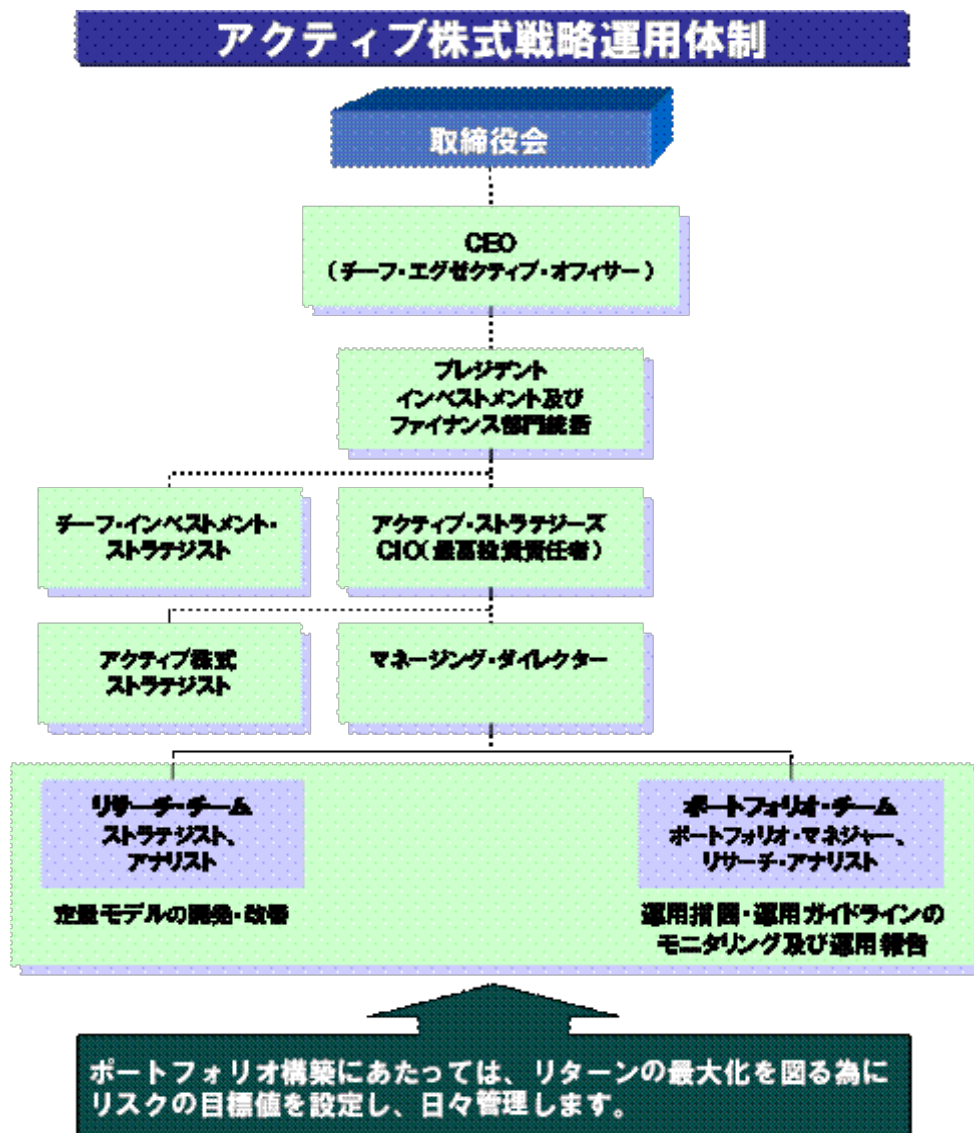 アクティブ株式戦略運用体制
取締役会
CEO
（チーフ・エグゼクティブ・オフィサー）
プレジデント
インベストメント及び
ファイナンス部門統括
チーフ・インベストメント・
ストラテジスト
アクティブ・ストラテジーズ
CIO（最高投資責任者）
アクティブ株式
ストラテジスト
マネージング・ダイレクター
リサーチ・チーム
ストラテジスト、
アナリスト
定量モデルの開発・改善
ポートフォリオ・チーム
ポートフォリオ・マネジャー、
リサーチ・アナリスト
運用指図・運用ガイドラインの
モニタリング及び運用報告
ポートフォリオ構築にあたっては、リターンの最大化を図る為に
リスクの目標値を設定し、日々管理します。